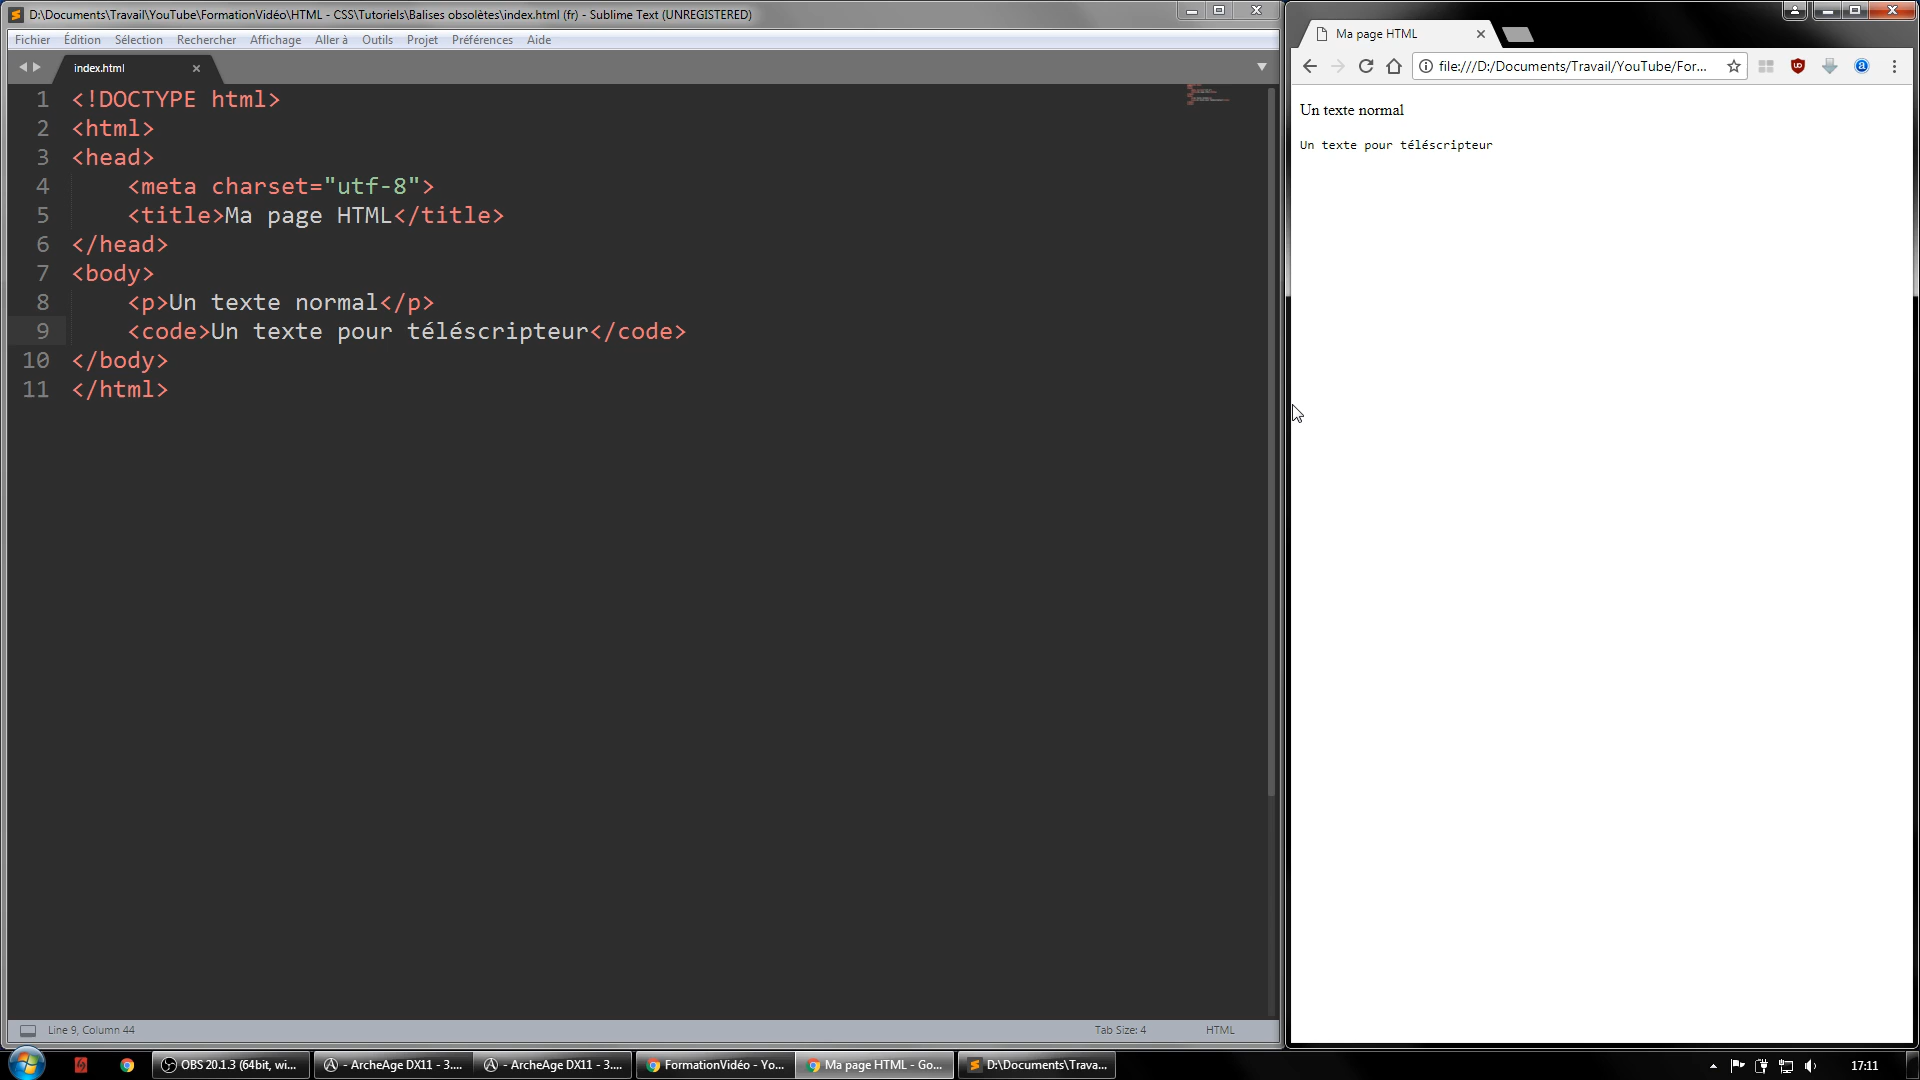 D:\Documents\Travail\YouTube\FormationVidéo\HTML - CSS\Tutoriels\Balises obsolètes\index.html (fr) - Sublime Text (UNREGISTERED)
Fichier Édition Sélection Rechercher Affichage Aller à Outils Projet Préférences Aide
index.html
1 <!DOCTYPE html>
2 <html>
3 <head>
4 <meta charset="utf-8">
5 <title>Ma page HTML</title>
6 </head>
7 <body>
8 <p>Un texte normal</p>
9 <code>Un texte pour téléscripteur</code>
10 </body>
11 </html>
Line 9, Column 44
Tab Size: 4
HTML
Ma page HTML
file:///D:/Documents/Travail/YouTube/For...
Un texte normal
Un texte pour téléscripteur
OBS 20.1.3 (64bit, wi...
- ArcheAge DX11 - 3....
- ArcheAge DX11 - 3....
FormationVidéo - Yo...
Ma page HTML - Go...
D:\Documents\Trava...
17:11